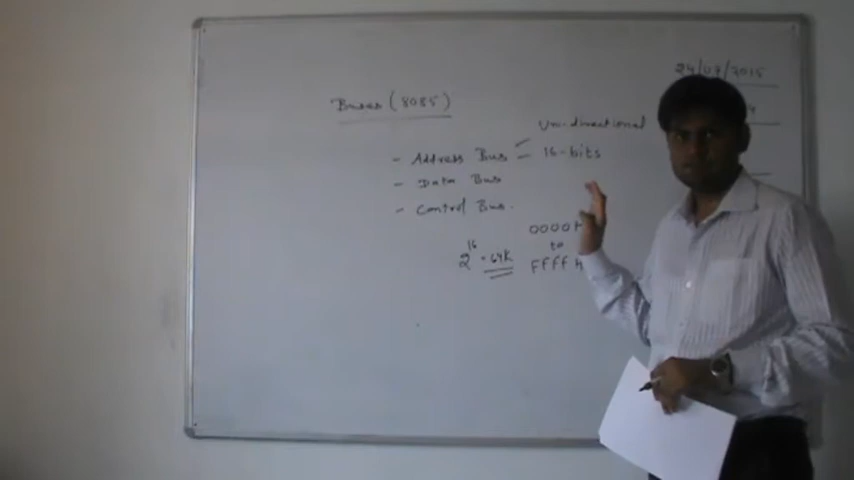 24/07/2015
Buses (8085)
Uni-directional
- Address Bus - 16-bits
- Data Bus
- Control Bus.
0000H
2^16 = 64K to
FFFF H